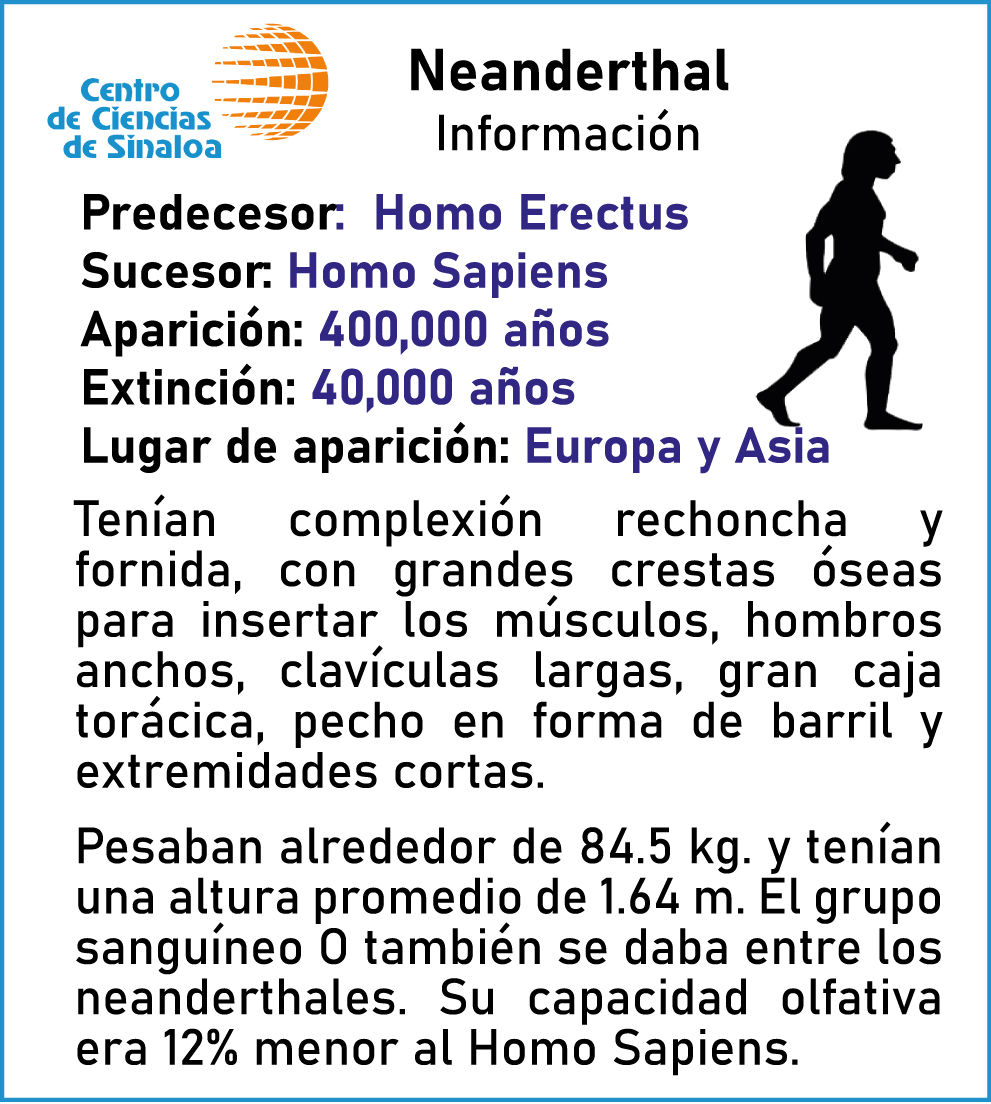 Centro
de Ciencias
de Sinaloa
Neanderthal
Información
Predecesor:  Homo Erectus
Sucesor: Homo Sapiens
Aparición: 400,000 años
Extinción: 40,000 años
Lugar de aparición: Europa y Asia
Tenían complexión rechoncha y
fornida, con grandes crestas óseas
para insertar los músculos, hombros
anchos, clavículas largas, gran caja
torácica, pecho en forma de barril y
extremidades cortas.
Pesaban alrededor de 84.5 kg. y tenían
una altura promedio de 1.64 m. El grupo
sanguíneo O también se daba entre los
neanderthales. Su capacidad olfativa
era 12% menor al Homo Sapiens.